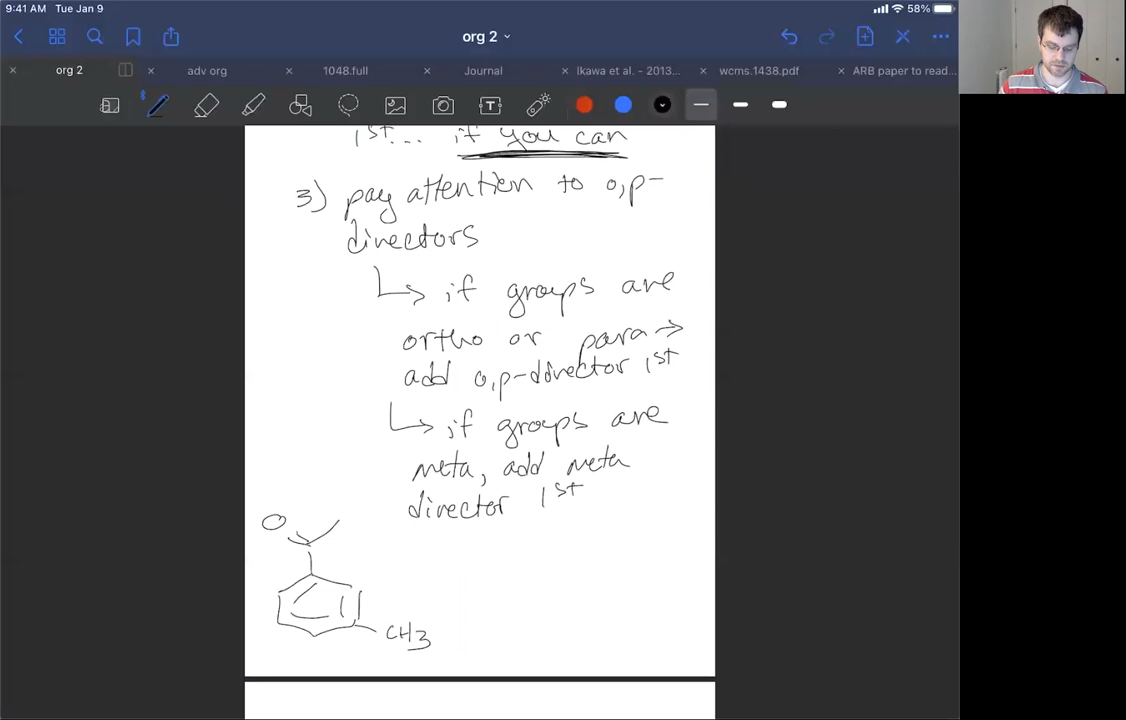 9:41 AM Tue Jan 9
58%
org 2
org 2
adv org
1048.full
Journal
Ikawa et al. - 2013...
wcms.1438.pdf
ARB paper to read...
T
1st... if you can
3) pay attention to o,p-
directors
↳ if groups are
ortho or para →
add o,p-director 1st
↳ if groups are
meta, add meta
director 1st
O
CH3